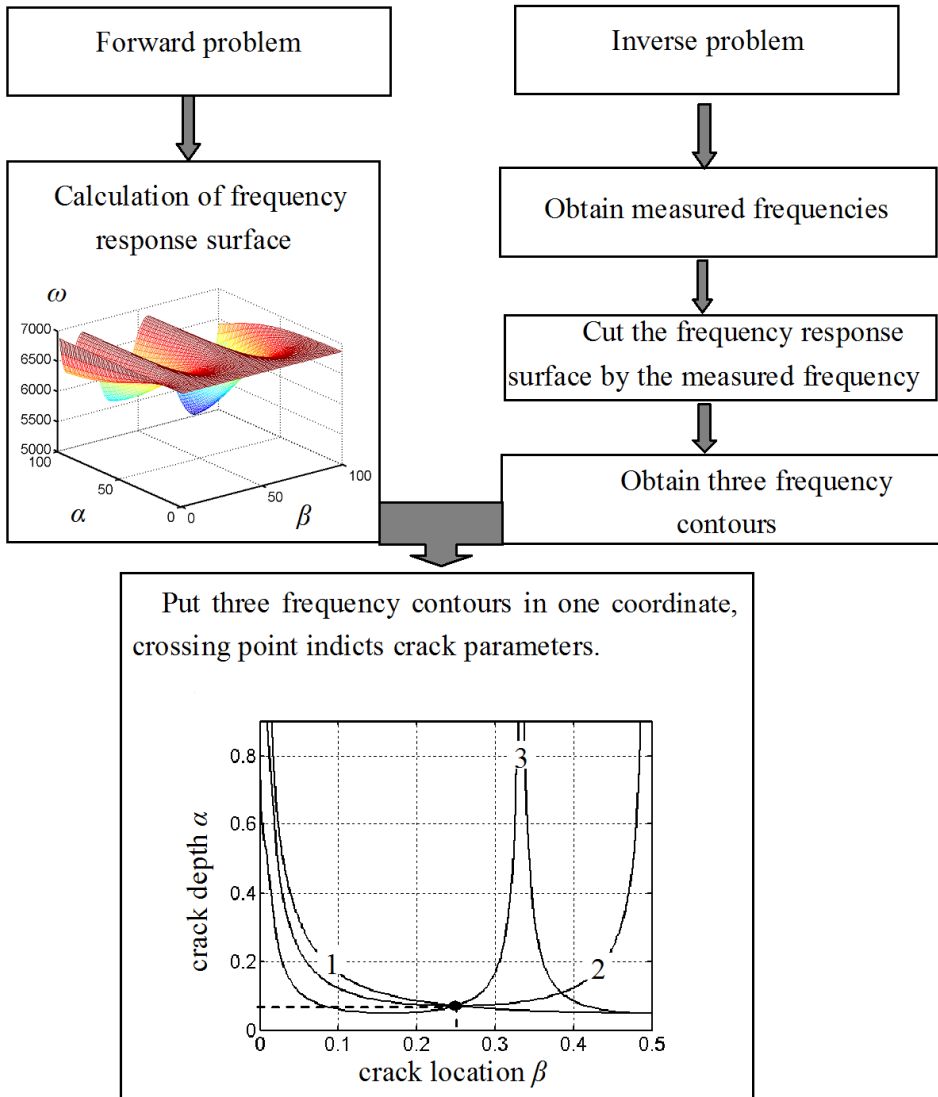 Forward problem
Inverse problem
Calculation of frequency
response surface
ω
7000
6500
6000
5500
5000
100
50
0
0
50
100
α
β
Obtain measured frequencies
Cut the frequency response
surface by the measured frequency
Obtain three frequency
contours
Put three frequency contours in one coordinate,
crossing point indicts crack parameters.
crack depth α
0.8
0.6
0.4
0.2
0
1
2
3
0 0.1 0.2 0.3 0.4 0.5
crack location β